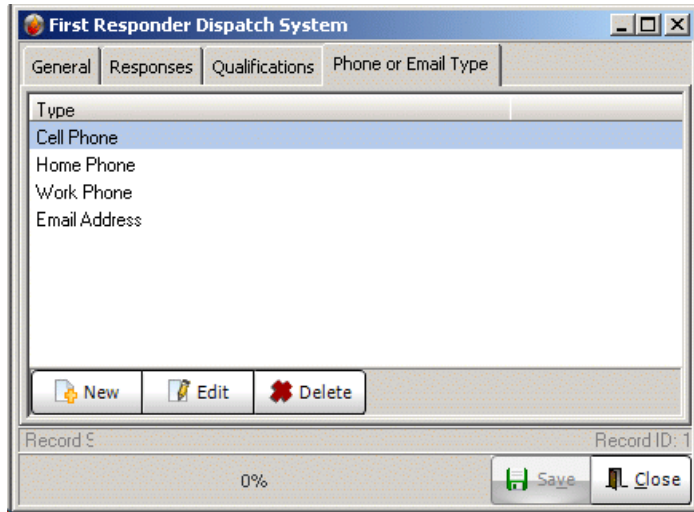 First Responder Dispatch System
General Responses Qualifications Phone or Email Type
Type
Cell Phone
Home Phone
Work Phone
Email Address
New Edit Delete
Record S Record ID: 1
0% Save Close